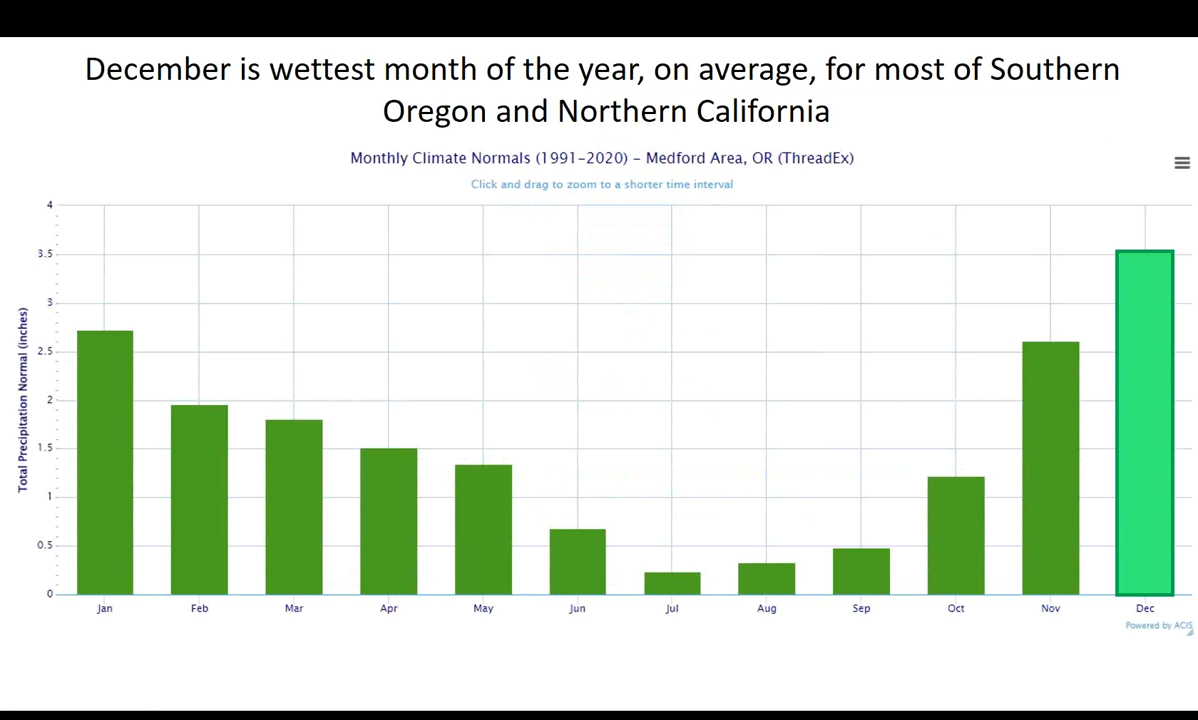 December is wettest month of the year, on average, for most of Southern
Oregon and Northern California
Monthly Climate Normals (1991–2020) – Medford Area, OR (ThreadEx)
Click and drag to zoom to a shorter time interval
Total Precipitation Normal (inches)
4
3.5
3
2.5
2
1.5
1
0.5
0
Jan Feb Mar Apr May Jun Jul Aug Sep Oct Nov Dec
Powered by ACIS